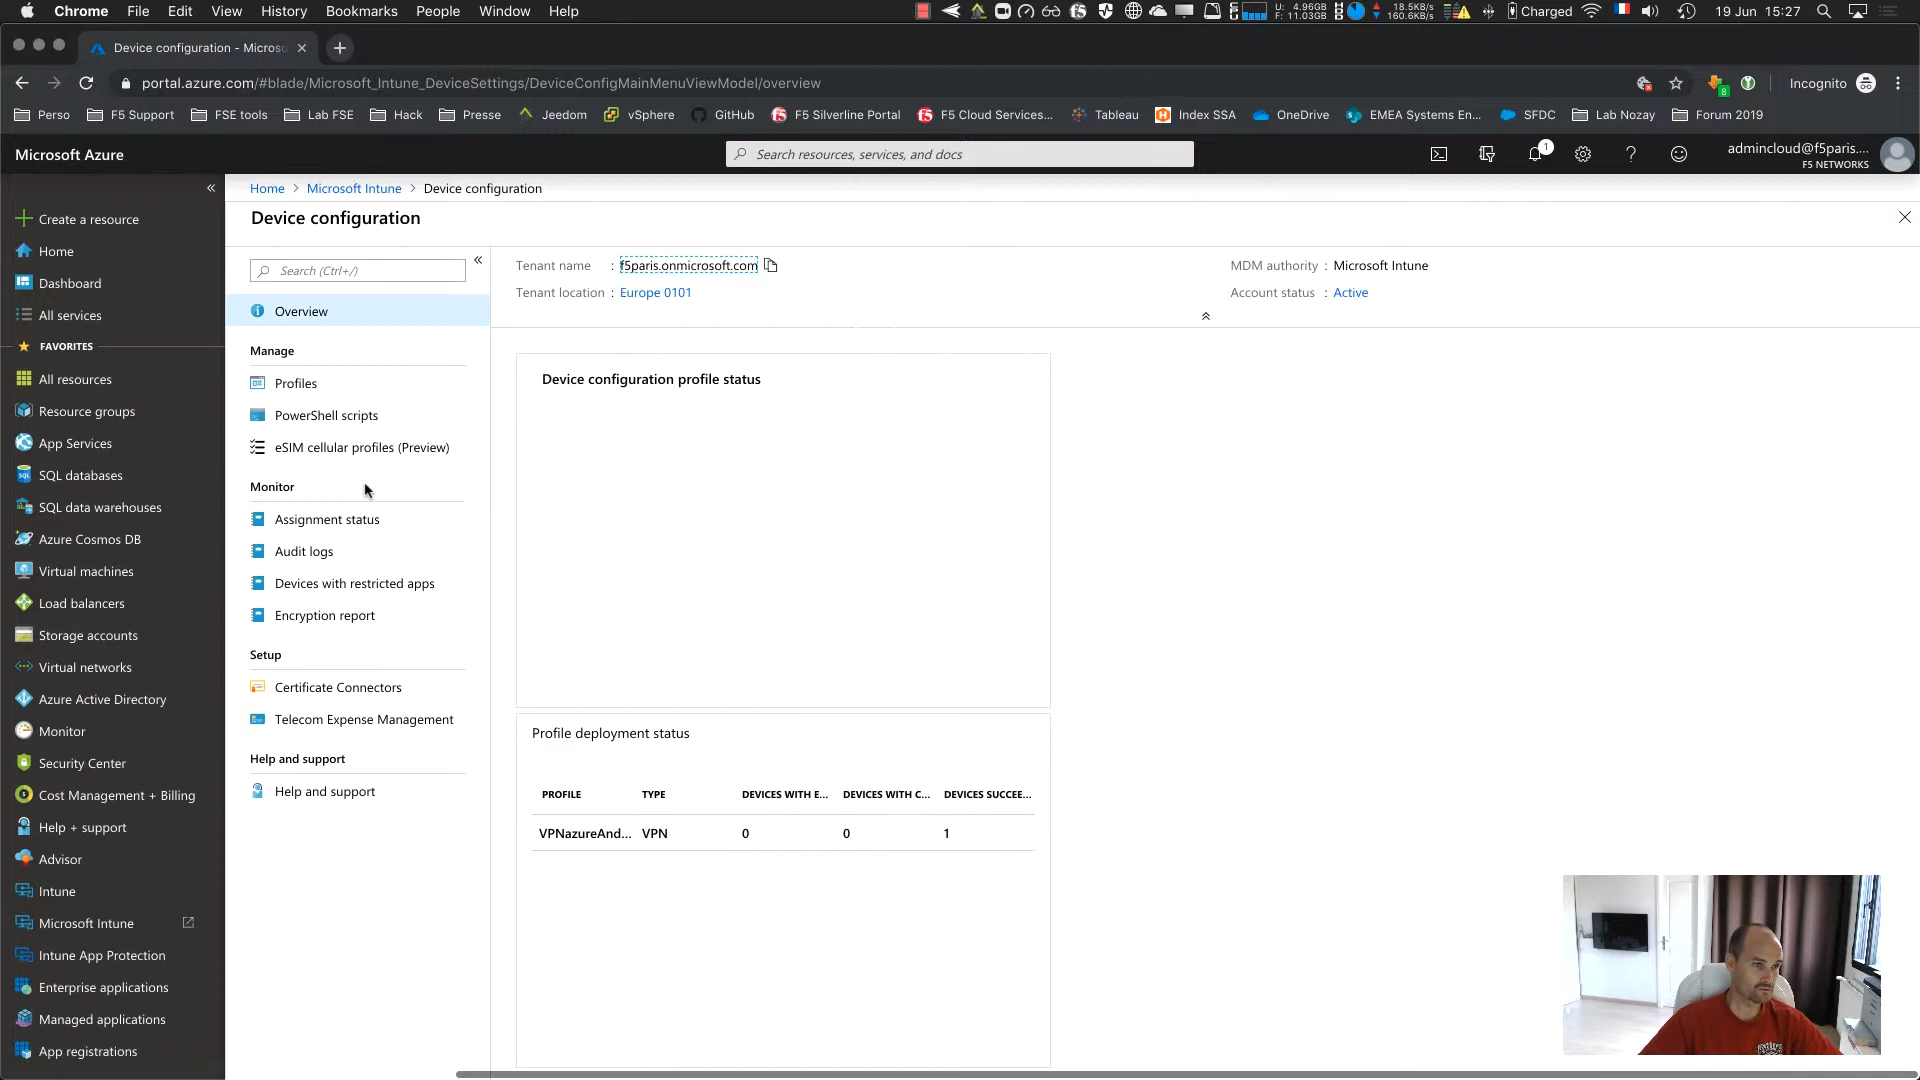 Chrome File Edit View History Bookmarks People Window Help
U: 4.96GB
F: 11.03GB
18.5KB/s
160.6KB/s
Charged
19 Jun 15:27
Device configuration - Microso
portal.azure.com/#blade/Microsoft_Intune_DeviceSettings/DeviceConfigMainMenuViewModel/overview
8
Incognito
Perso F5 Support FSE tools Lab FSE Hack Presse Jeedom vSphere GitHub F5 Silverline Portal F5 Cloud Services... Tableau Index SSA OneDrive EMEA Systems En... SFDC Lab Nozay Forum 2019
Microsoft Azure
Search resources, services, and docs
1
admincloud@f5paris....
F5 NETWORKS
Create a resource
Home
Dashboard
All services
FAVORITES
All resources
Resource groups
App Services
SQL databases
SQL data warehouses
Azure Cosmos DB
Virtual machines
Load balancers
Storage accounts
Virtual networks
Azure Active Directory
Monitor
Security Center
Cost Management + Billing
Help + support
Advisor
Intune
Microsoft Intune
Intune App Protection
Enterprise applications
Managed applications
App registrations
Home > Microsoft Intune > Device configuration
Device configuration
Search (Ctrl+/)
Overview
Manage
Profiles
PowerShell scripts
eSIM cellular profiles (Preview)
Monitor
Assignment status
Audit logs
Devices with restricted apps
Encryption report
Setup
Certificate Connectors
Telecom Expense Management
Help and support
Help and support
Tenant name : f5paris.onmicrosoft.com
Tenant location : Europe 0101
MDM authority : Microsoft Intune
Account status : Active
Device configuration profile status
Profile deployment status
PROFILE TYPE DEVICES WITH E... DEVICES WITH C... DEVICES SUCCEE...
VPNazureAnd... VPN 0 0 1